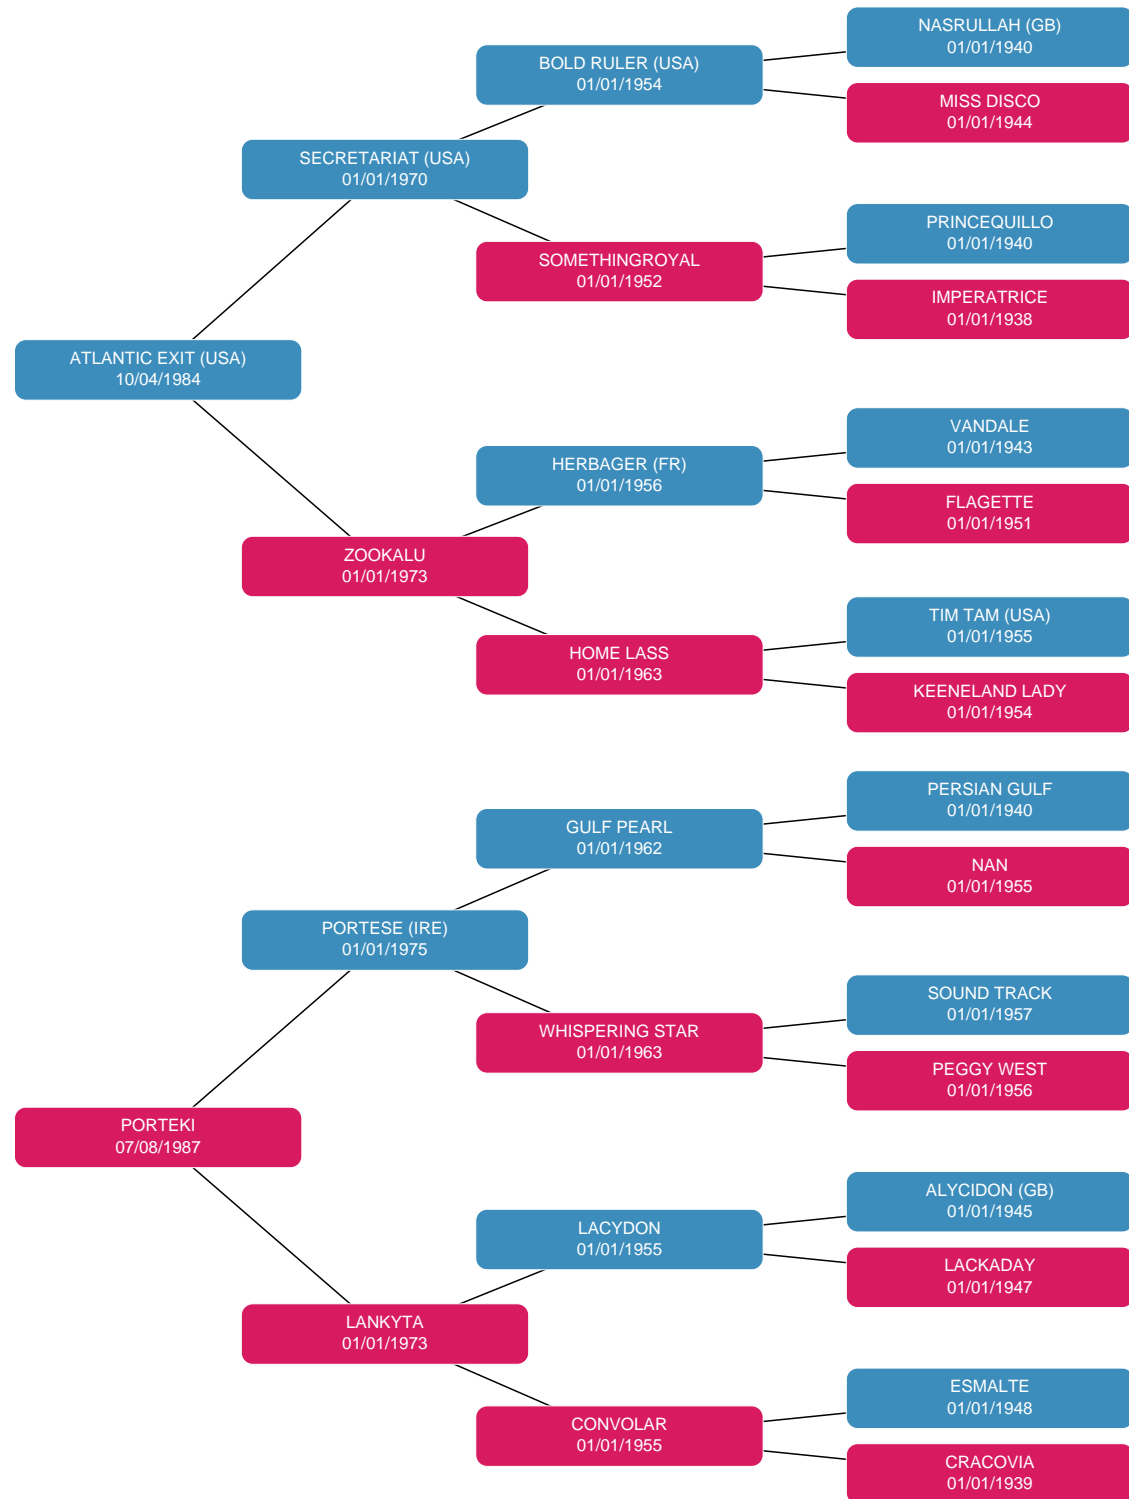 NASRULLAH (GB)
01/01/1940
BOLD RULER (USA)
01/01/1954
MISS DISCO
01/01/1944
SECRETARIAT (USA)
01/01/1970
PRINCEQUILLO
01/01/1940
SOMETHINGROYAL
01/01/1952
IMPERATRICE
01/01/1938
ATLANTIC EXIT (USA)
10/04/1984
VANDALE
01/01/1943
HERBAGER (FR)
01/01/1956
FLAGETTE
01/01/1951
ZOOKALU
01/01/1973
TIM TAM (USA)
01/01/1955
HOME LASS
01/01/1963
KEENELAND LADY
01/01/1954
PERSIAN GULF
01/01/1940
GULF PEARL
01/01/1962
NAN
01/01/1955
PORTESE (IRE)
01/01/1975
SOUND TRACK
01/01/1957
WHISPERING STAR
01/01/1963
PEGGY WEST
01/01/1956
PORTEKI
07/08/1987
ALYCIDON (GB)
01/01/1945
LACYDON
01/01/1955
LACKADAY
01/01/1947
LANKYTA
01/01/1973
ESMALTE
01/01/1948
CONVOLAR
01/01/1955
CRACOVIA
01/01/1939